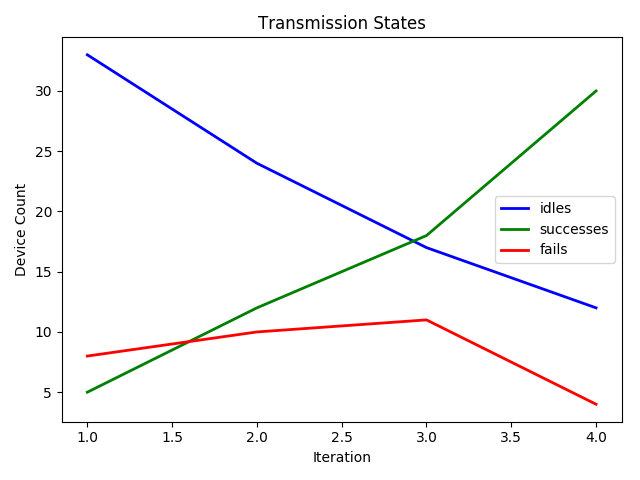 Transmission States
Device Count
30
25
20
15
10
5
idles
successes
fails
1.0 1.5 2.0 2.5 3.0 3.5 4.0
Iteration